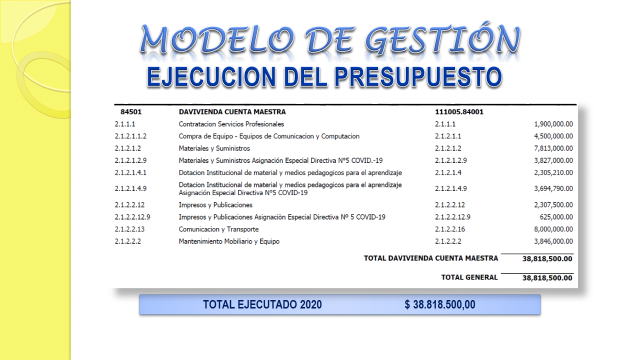 MODELO DE GESTIÓN
EJECUCION DEL PRESUPUESTO
84501 DAVIVIENDA CUENTA MAESTRA 111005.84001
2.1.1.1 Contratacion Servicios Profesionales 2.1.1.1 1,900,000.00
2.1.2.1.1.2 Compra de Equipo - Equipos de Comunicacion y Computacion 2.1.2.1.1 4,500,000.00
2.1.2.1.2 Materiales y Suministros 2.1.2.1.2 7,813,000.00
2.1.2.1.2.9 Materiales y Suministros Asignación Especial Directiva N°5 COVID.-19 2.1.2.1.2.9 3,827,000.00
2.1.2.1.4.1 Dotacion Institucional de material y medios pedagogicos para el aprendizaje 2.1.2.1.4 2,305,210.00
2.1.2.1.4.9 Dotacion Institucional de material y medios pedagogicos para el aprendizaje 2.1.2.1.4.9 3,694,790.00
Asignación Especial Directiva N°5 COVID-19
2.1.2.2.12 Impresos y Publicaciones 2.1.2.2.12 2,307,500.00
2.1.2.2.12.9 Impresos y Publicaciones Asignación Especial Directiva Nº 5 COVID-19 2.1.2.2.12.9 625,000.00
2.1.2.2.13 Comunicacion y Transporte 2.1.2.2.16 8,000,000.00
2.1.2.2.2 Mantenimiento Mobiliario y Equipo 2.1.2.2.2 3,846,000.00
TOTAL DAVIVIENDA CUENTA MAESTRA 38,818,500.00
TOTAL GENERAL 38,818,500.00
TOTAL EJECUTADO 2020 $ 38.818.500,00